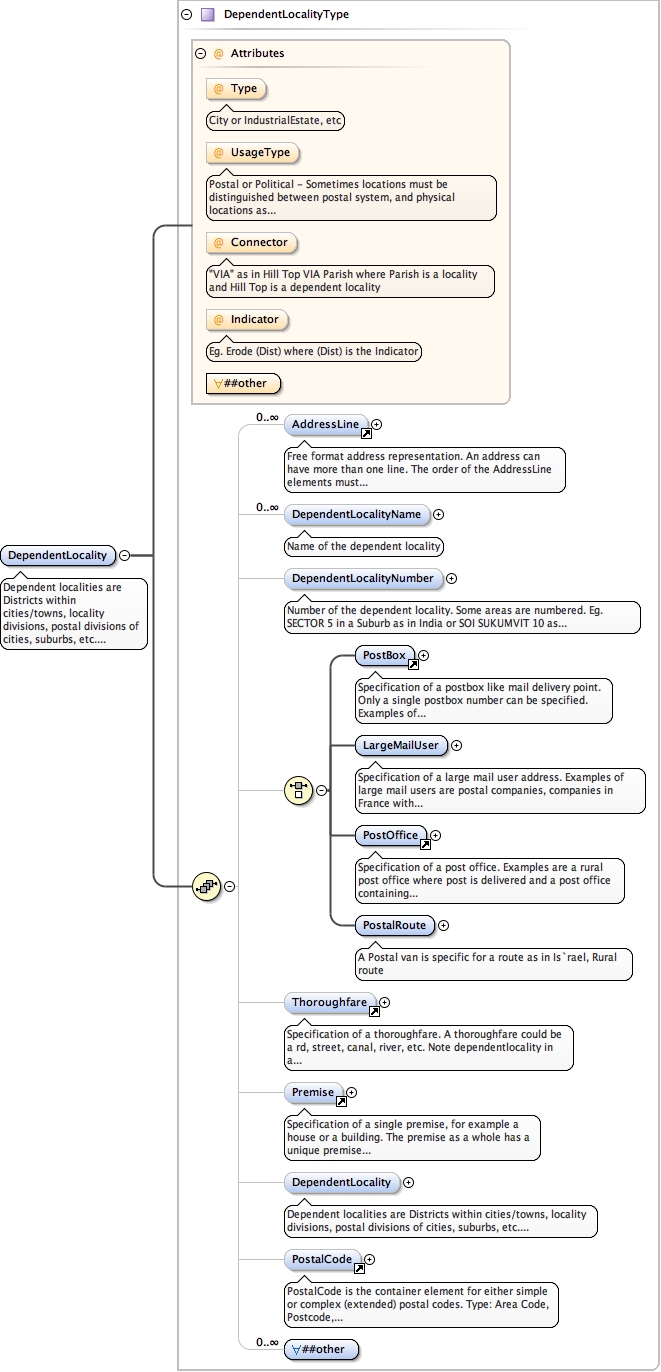 DependentLocalityType
@ Attributes
@ Type
City or IndustrialEstate, etc
@ UsageType
Postal or Political – Sometimes locations must be
distinguished between postal system, and physical
locations as...
@ Connector
"VIA" as in Hill Top VIA Parish where Parish is a locality
and Hill Top is a dependent locality
@ Indicator
Eg. Erode (Dist) where (Dist) is the Indicator
∀##other
0..∞
AddressLine
Free format address representation. An address can
have more than one line. The order of the AddressLine
elements must...
0..∞
DependentLocalityName
Name of the dependent locality
DependentLocality
Dependent localities are
Districts within
cities/towns, locality
divisions, postal divisions of
cities, suburbs, etc....
DependentLocalityNumber
Number of the dependent locality. Some areas are numbered. Eg.
SECTOR 5 in a Suburb as in India or SOI SUKUMVIT 10 as...
PostBox
Specification of a postbox like mail delivery point.
Only a single postbox number can be specified.
Examples of...
LargeMailUser
Specification of a large mail user address. Examples of
large mail users are postal companies, companies in
France with...
PostOffice
Specification of a post office. Examples are a rural
post office where post is delivered and a post office
containing...
PostalRoute
A Postal van is specific for a route as in Is`rael, Rural
route
Thoroughfare
Specification of a thoroughfare. A thoroughfare could be
a rd, street, canal, river, etc. Note dependentlocality in
a...
Premise
Specification of a single premise, for example a
house or a building. The premise as a whole has a
unique premise...
DependentLocality
Dependent localities are Districts within cities/towns, locality
divisions, postal divisions of cities, suburbs, etc....
PostalCode
PostalCode is the container element for either simple
or complex (extended) postal codes. Type: Area Code,
Postcode,...
0..∞
∀##other